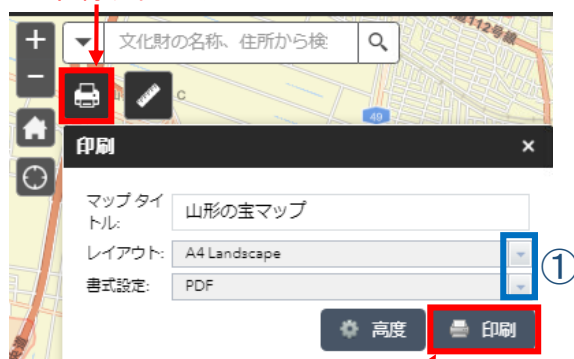 文化財の名称、住所から検
112号線
C
49
印刷
×
マップ タイトル:
山形の宝マップ
レイアウト:
A4 Landscape
書式設定:
PDF
①
高度
印刷